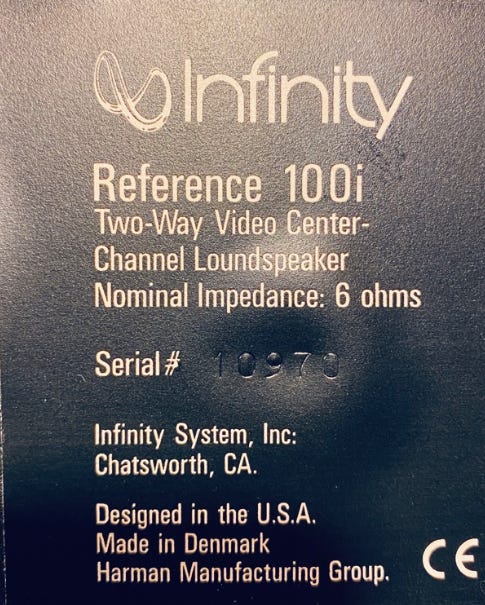 Infinity
Reference 100i
Two-Way Video Center-
Channel Loundspeaker
Nominal Impedance: 6 ohms
Serial# 10970
Infinity System, Inc:
Chatsworth, CA.
Designed in the U.S.A.
Made in Denmark
Harman Manufacturing Group.
CE